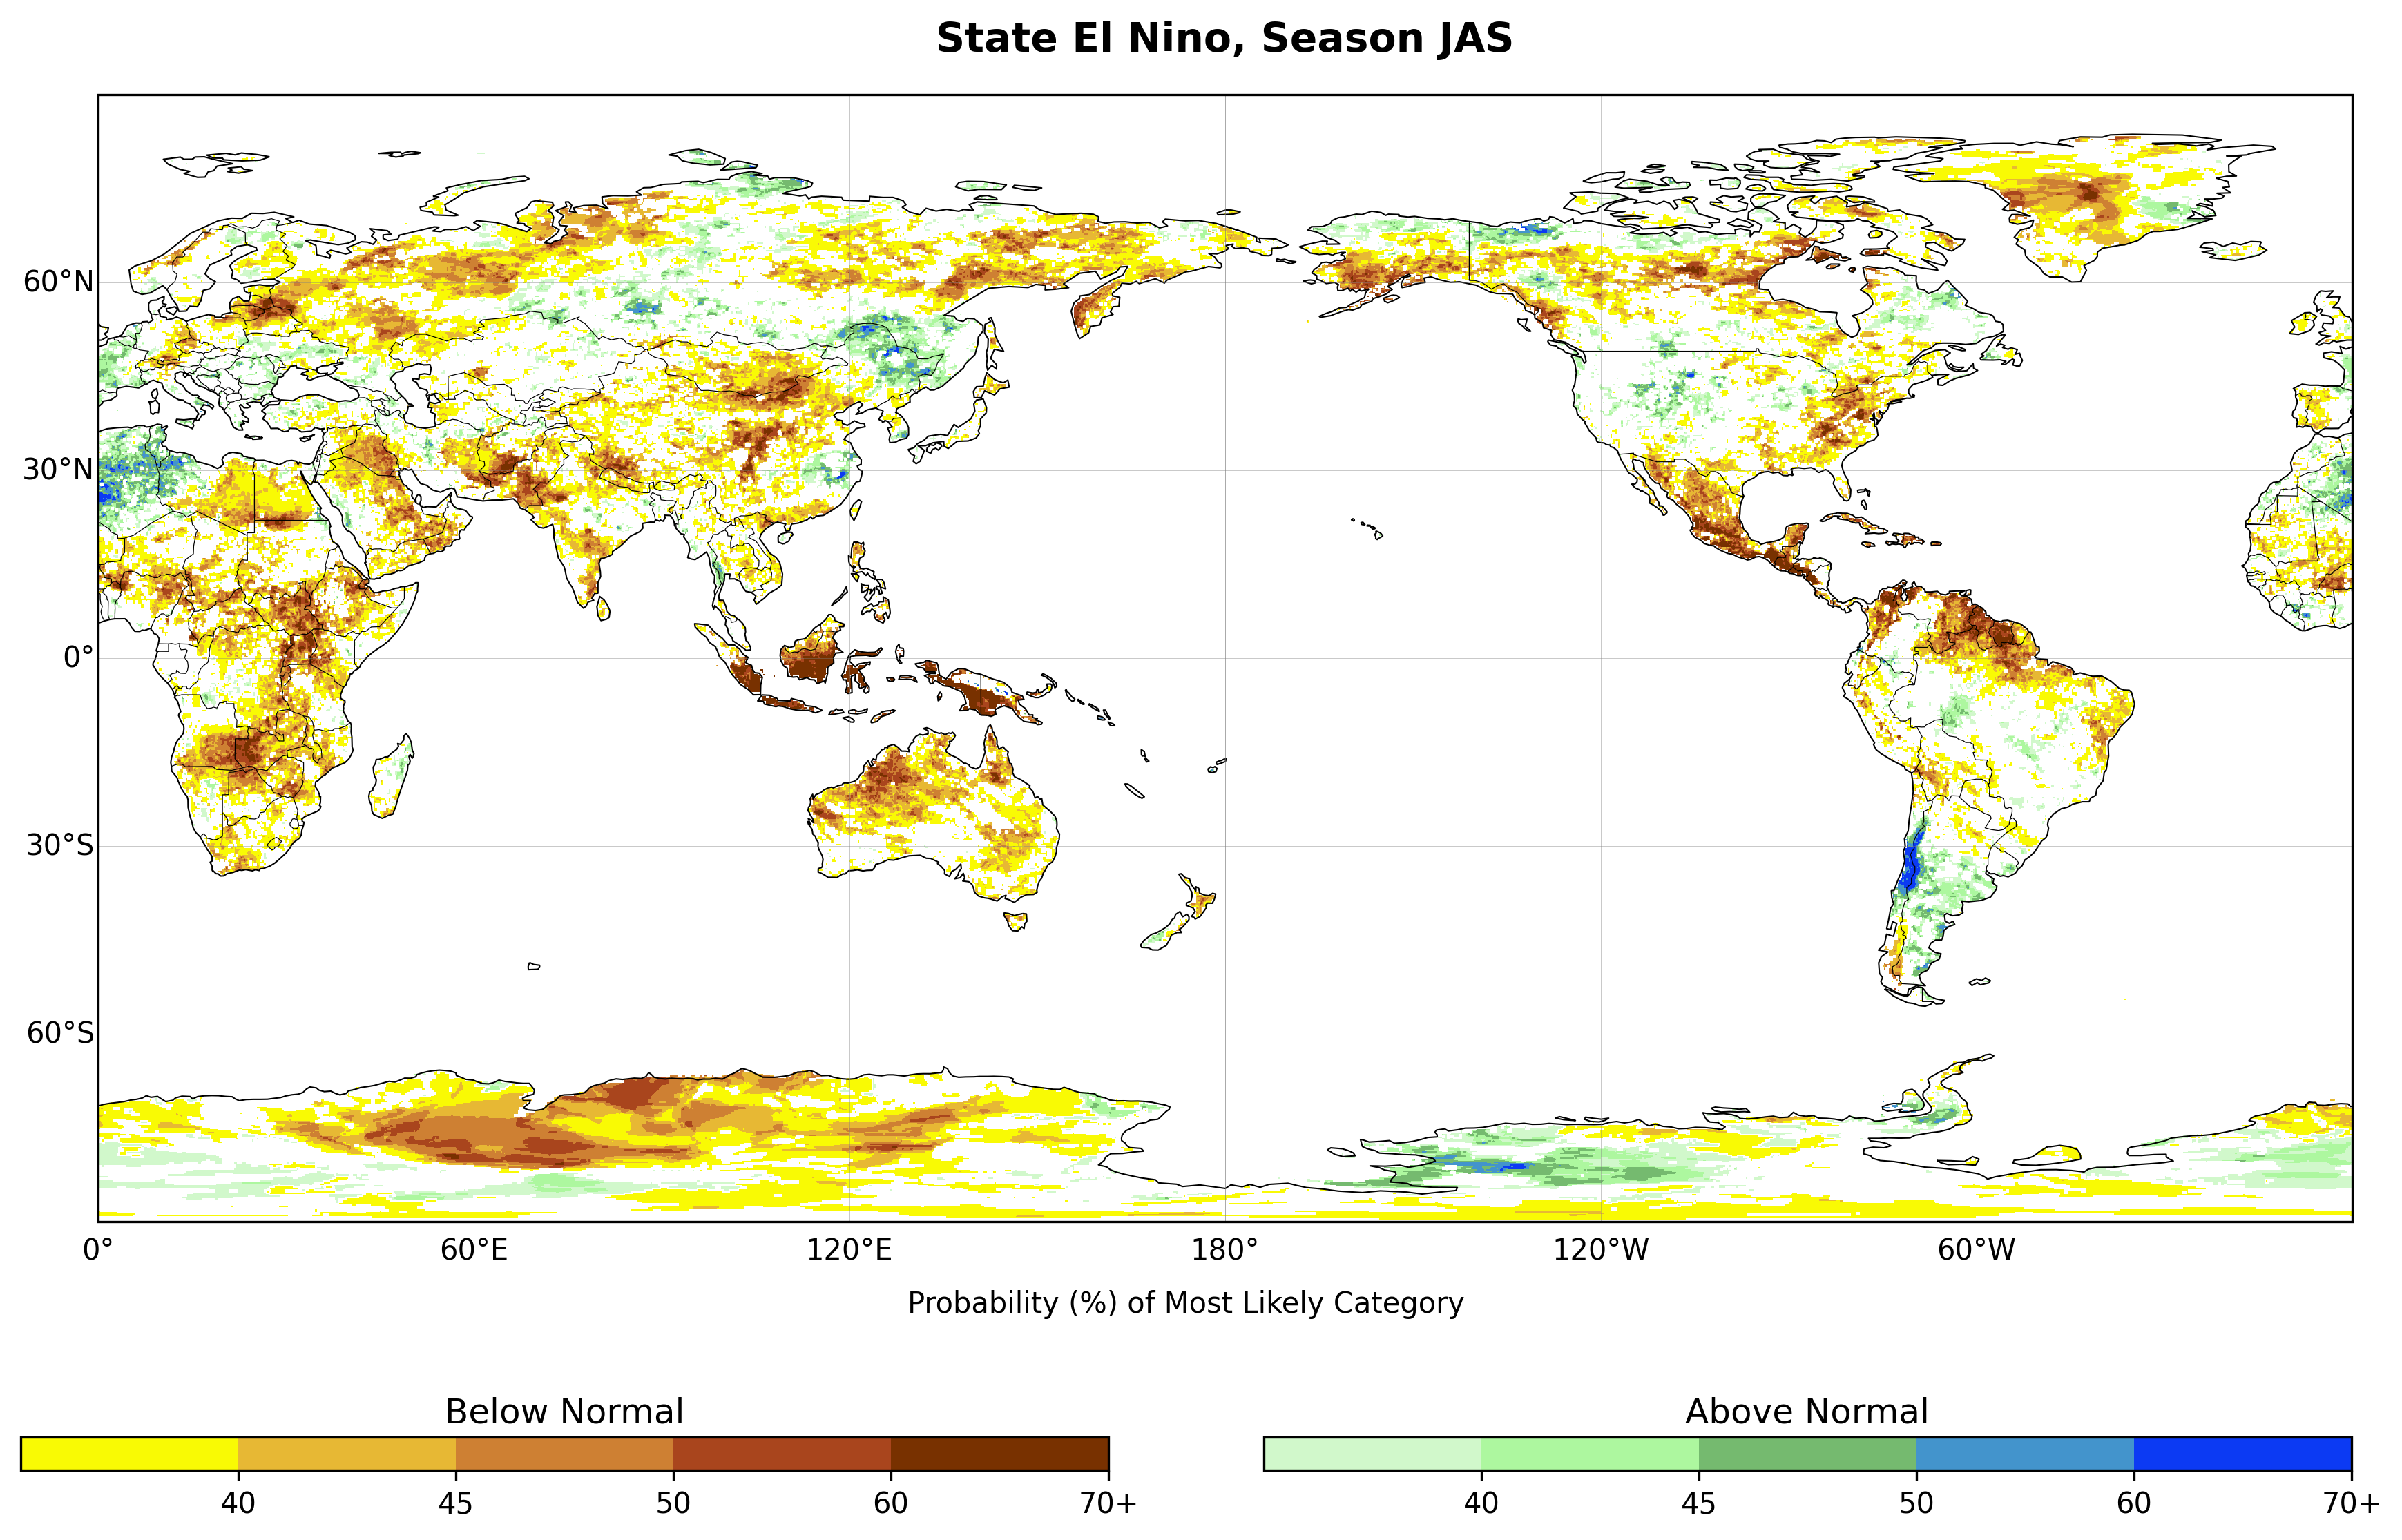 State El Nino, Season JAS
60°N
30°N
0°
30°S
60°S
0° 60°E 120°E 180° 120°W 60°W
Probability (%) of Most Likely Category
Below Normal Above Normal
40 45 50 60 70+ 40 45 50 60 70+